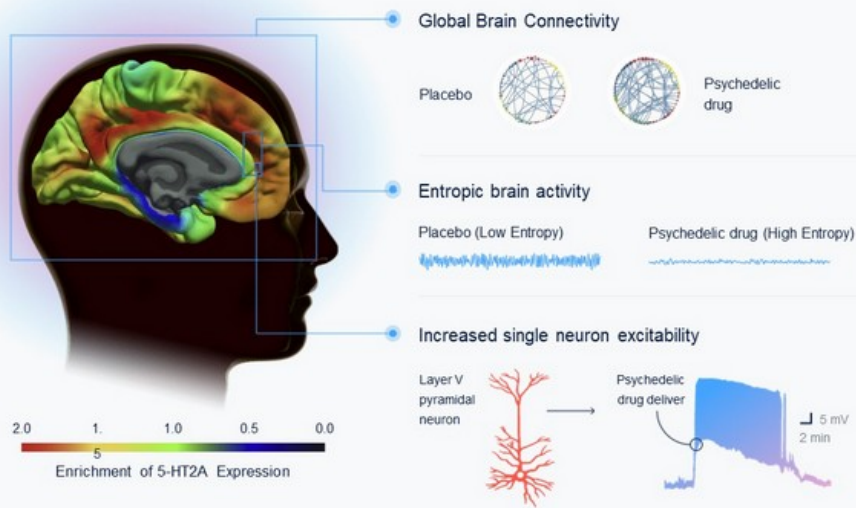 Global Brain Connectivity
Placebo
Psychedelic
drug
Entropic brain activity
Placebo (Low Entropy)
Psychedelic drug (High Entropy)
Increased single neuron excitability
Layer V
pyramidal
neuron
Psychedelic
drug deliver
5 mV
2 min
2.0 1. 1.0 0.5 0.0
5
Enrichment of 5-HT2A Expression